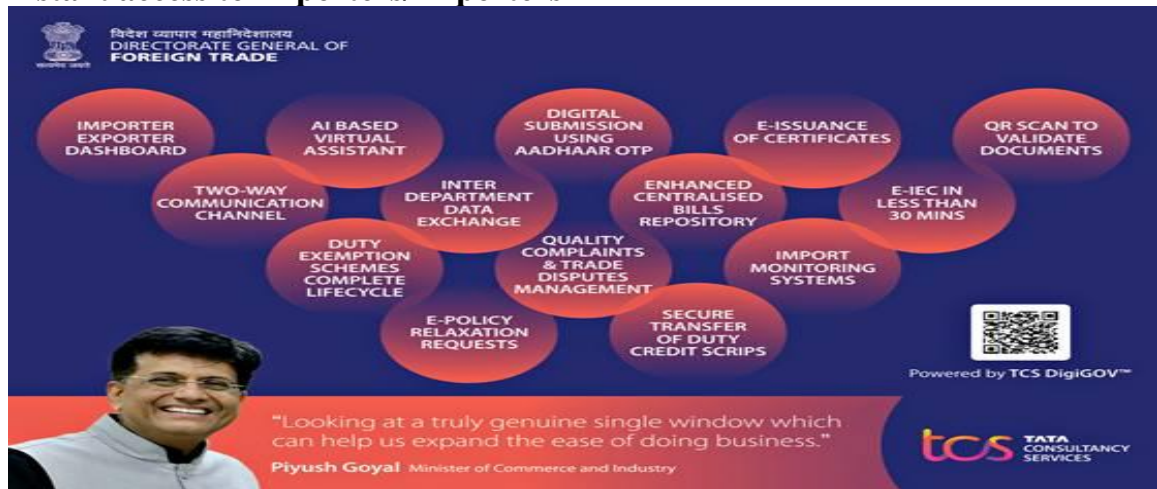 विदेश व्यापार महानिदेशालय
DIRECTORATE GENERAL OF
FOREIGN TRADE
सत्यमेव जयते
IMPORTER
EXPORTER
DASHBOARD
AI BASED
VIRTUAL
ASSISTANT
DIGITAL
SUBMISSION
USING
AADHAAR OTP
E-ISSUANCE
OF CERTIFICATES
QR SCAN TO
VALIDATE
DOCUMENTS
TWO-WAY
COMMUNICATION
CHANNEL
INTER
DEPARTMENT
DATA
EXCHANGE
ENHANCED
CENTRALISED
BILLS
REPOSITORY
E-IEC IN
LESS THAN
30 MINS
DUTY
EXEMPTION
SCHEMES
COMPLETE
LIFECYCLE
QUALITY
COMPLAINTS
& TRADE
DISPUTES
MANAGEMENT
IMPORT
MONITORING
SYSTEMS
E-POLICY
RELAXATION
REQUESTS
SECURE
TRANSFER
OF DUTY
CREDIT SCRIPS
Powered by TCS DigiGOV™
"Looking at a truly genuine single window which
can help us expand the ease of doing business."
Piyush Goyal Minister of Commerce and Industry
tcs TATA
CONSULTANCY
SERVICES